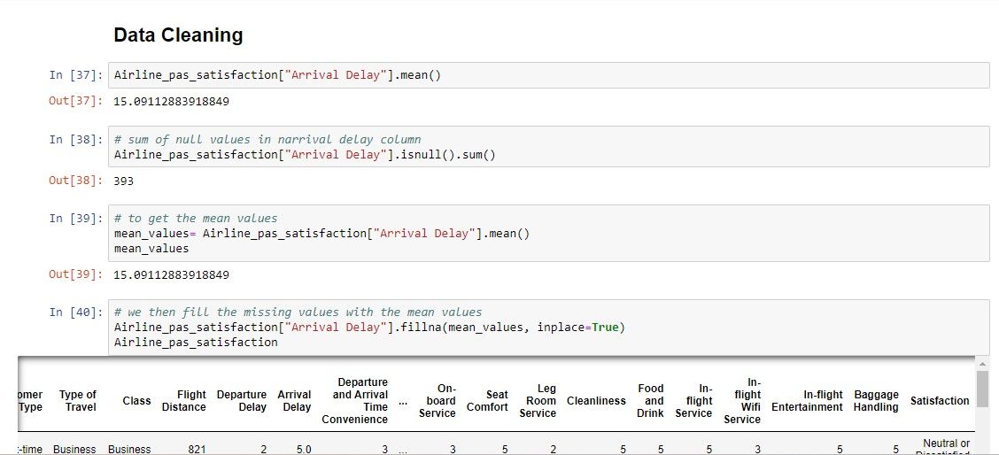 Data Cleaning
In [37]: Airline_pas_satisfaction["Arrival Delay"].mean()
Out[37]: 15.09112883918849
In [38]: # sum of null values in narrival delay column
Airline_pas_satisfaction["Arrival Delay"].isnull().sum()
Out[38]: 393
In [39]: # to get the mean values
mean_values= Airline_pas_satisfaction["Arrival Delay"].mean()
mean_values
Out[39]: 15.09112883918849
In [40]: # we then fill the missing values with the mean values
Airline_pas_satisfaction["Arrival Delay"].fillna(mean_values, inplace=True)
Airline_pas_satisfaction
omer Type Type of Travel Class Flight Distance Departure Delay Arrival Delay Departure and Arrival Time Convenience ... On-board Service Seat Comfort Leg Room Service Cleanliness Food and Drink In-flight Service In-flight Wifi Service In-flight Entertainment Baggage Handling Satisfaction
t-time Business Business 821 2 5.0 3 ... 3 5 2 5 5 5 3 5 5 Neutral or